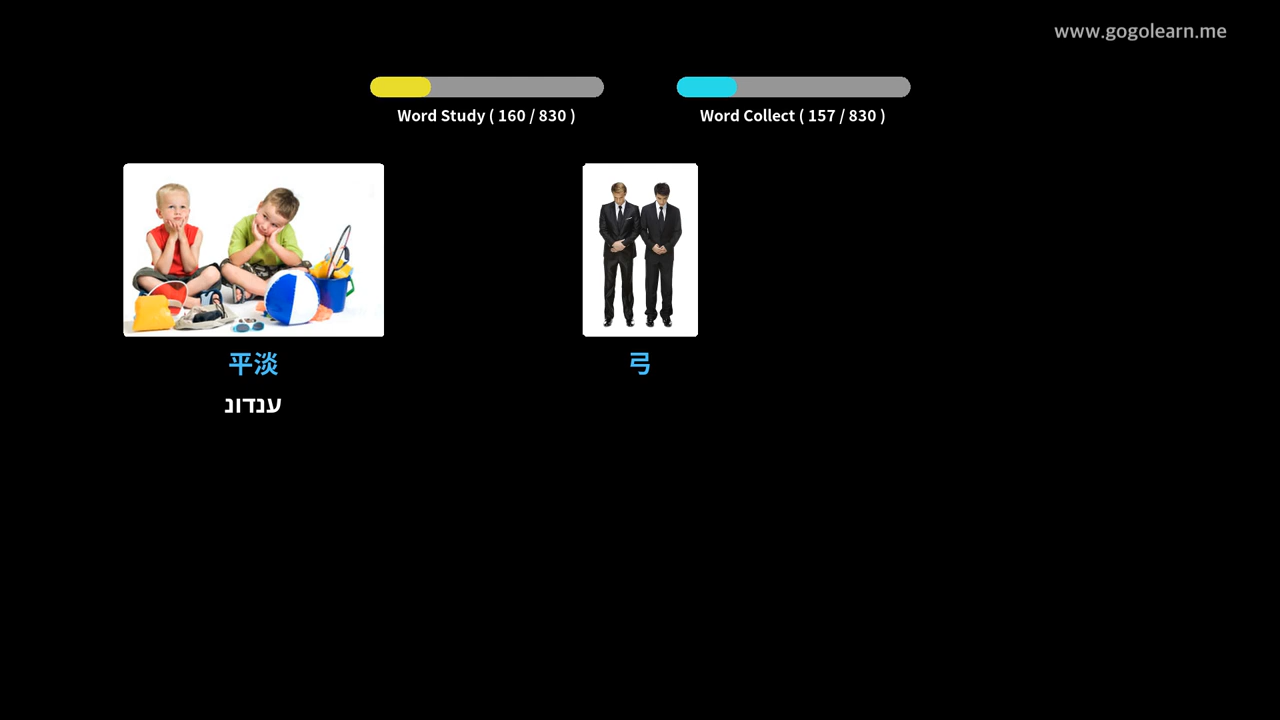 www.gogolearn.me
Word Study ( 160 / 830 )
Word Collect ( 157 / 830 )
平淡
弓
ענדונ